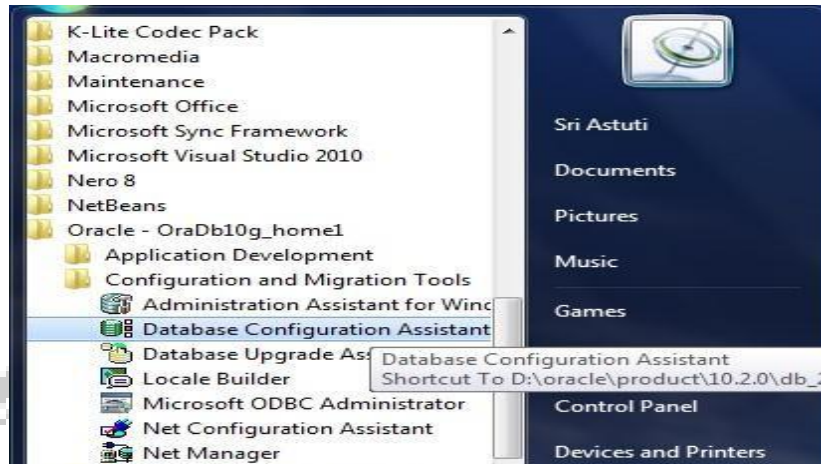 K-Lite Codec Pack
Macromedia
Maintenance
Microsoft Office
Microsoft Sync Framework
Microsoft Visual Studio 2010
Nero 8
NetBeans
Oracle - OraDb10g_home1
Application Development
Configuration and Migration Tools
Administration Assistant for Winc
Database Configuration Assistant
Database Upgrade Ass
Locale Builder
Microsoft ODBC Administrator
Net Configuration Assistant
Net Manager
Database Configuration Assistant
Shortcut To D:\oracle\product\10.2.0\db_2
Sri Astuti
Documents
Pictures
Music
Games
Control Panel
Devices and Printers